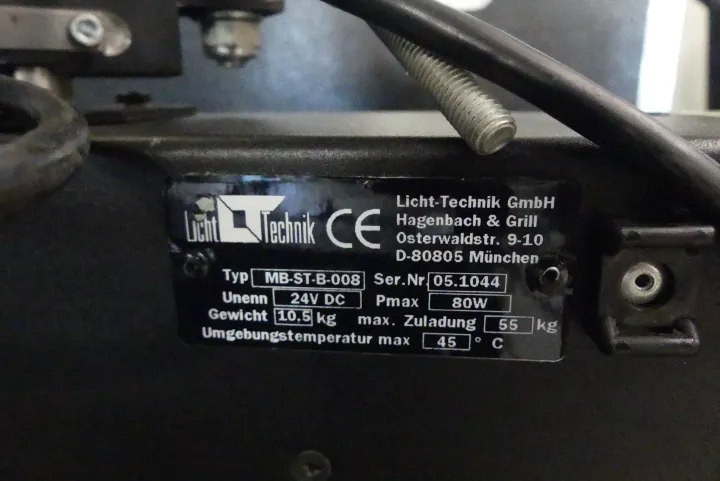 Licht Technik
CE
Licht-Technik GmbH
Hagenbach & Grill
Osterwaldstr. 9-10
D-80805 München
Typ MB-ST-B-008 Ser.Nr. 05.1044
Unenn 24V DC Pmax 80W
Gewicht 10,5 kg max. Zuladung 55 kg
Umgebungstemperatur max 45 ° C